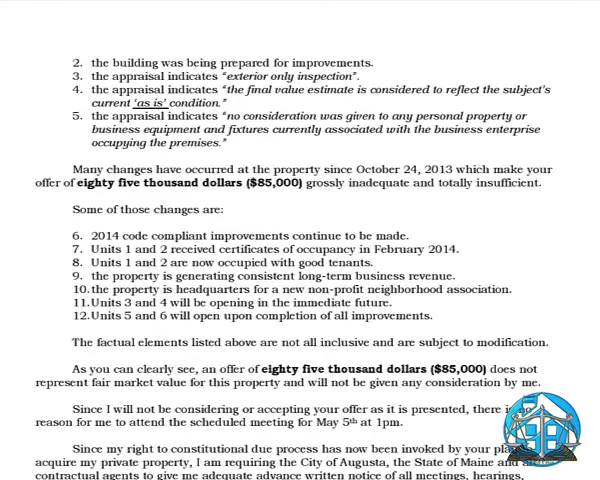 2. the building was being prepared for improvements.
3. the appraisal indicates "exterior only inspection".
4. the appraisal indicates "the final value estimate is considered to reflect the subject's
current 'as is' condition."
5. the appraisal indicates "no consideration was given to any personal property or
business equipment and fixtures currently associated with the business enterprise
occupying the premises."
Many changes have occurred at the property since October 24, 2013 which make your
offer of eighty five thousand dollars ($85,000) grossly inadequate and totally insufficient.
Some of those changes are:
6. 2014 code compliant improvements continue to be made.
7. Units 1 and 2 received certificates of occupancy in February 2014.
8. Units 1 and 2 are now occupied with good tenants.
9. the property is generating consistent long-term business revenue.
10. the property is headquarters for a new non-profit neighborhood association.
11. Units 3 and 4 will be opening in the immediate future.
12. Units 5 and 6 will open upon completion of all improvements.
The factual elements listed above are not all inclusive and are subject to modification.
As you can clearly see, an offer of eighty five thousand dollars ($85,000) does not
represent fair market value for this property and will not be given any consideration by me.
Since I will not be considering or accepting your offer as it is presented, there is no
reason for me to attend the scheduled meeting for May 5th at 1pm.
Since my right to constitutional due process has now been invoked by your
acquire my private property, I am requiring the City of Augusta, the State of Maine and
contractual agents to give me adequate advance written notice of all meetings, hearings,